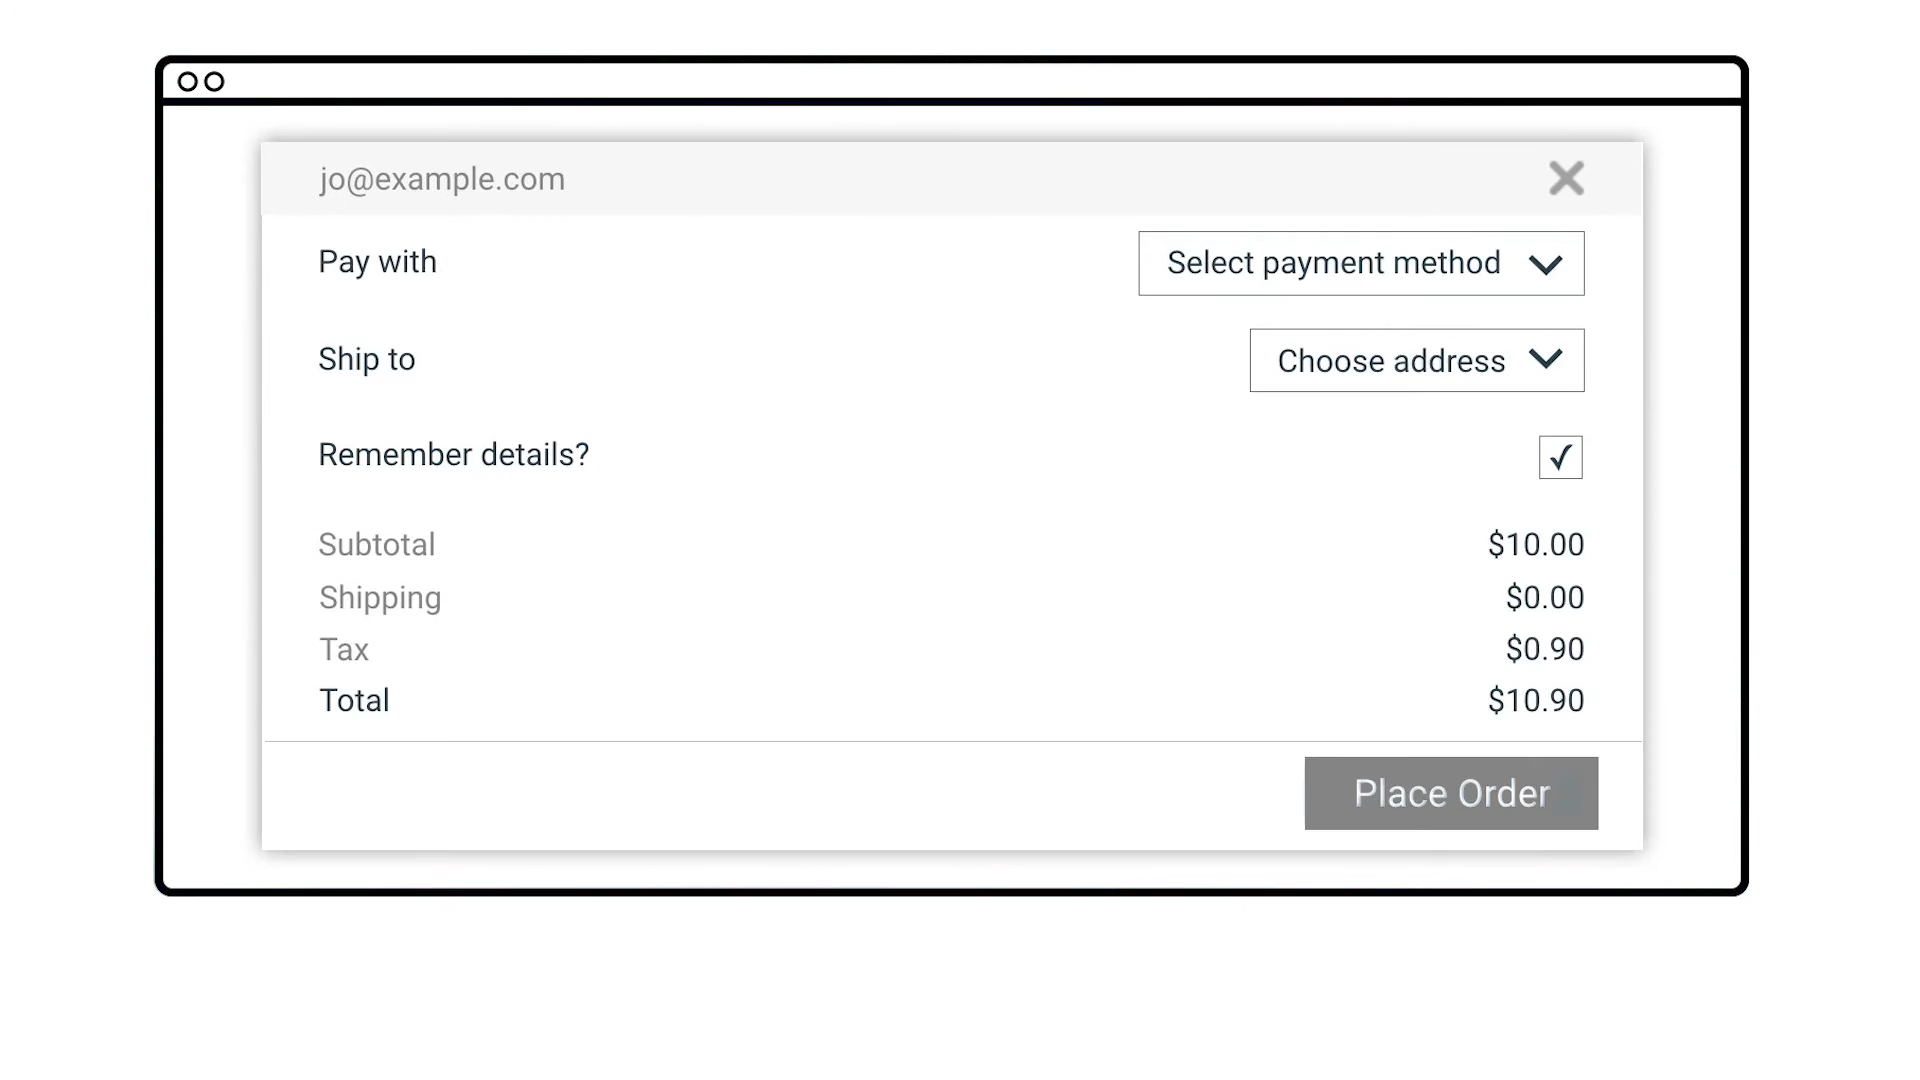 jo@example.com
Pay with Select payment method
Ship to Choose address
Remember details?
Subtotal $10.00
Shipping $0.00
Tax $0.90
Total $10.90
Place Order